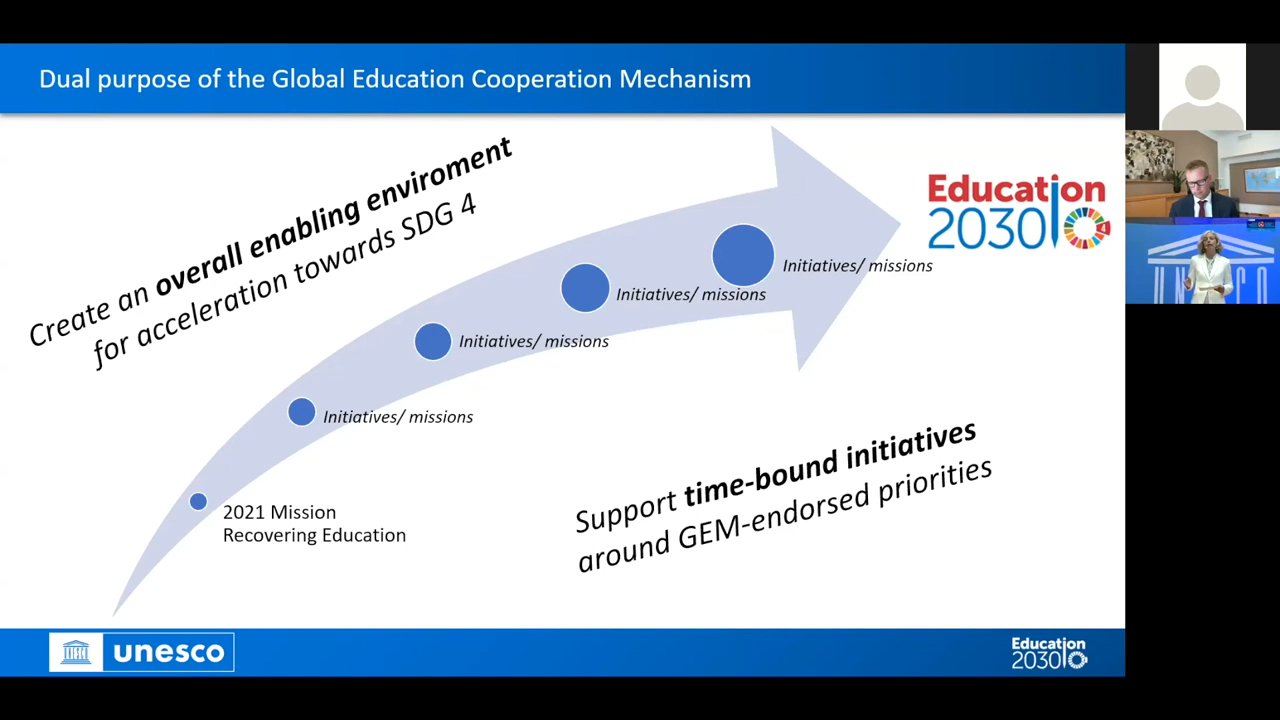 Dual purpose of the Global Education Cooperation Mechanism
Create an overall enabling enviroment
for acceleration towards SDG 4
Education
2030
4
Initiatives/ missions
Initiatives/ missions
Initiatives/ missions
Initiatives/ missions
2021 Mission
Recovering Education
Support time-bound initiatives
around GEM-endorsed priorities
unesco
Education
2030
UNESCO